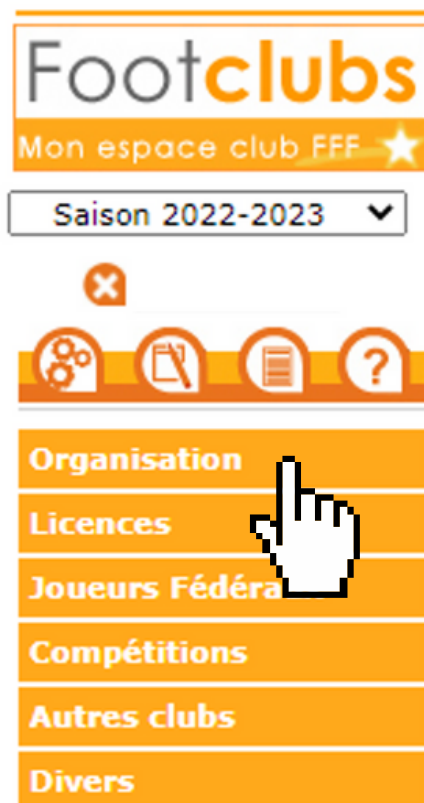 Footclubs
Mon espace club FFF
Saison 2022-2023
?
Organisation
Licences
Joueurs
Compétitions
Autres clubs
Divers